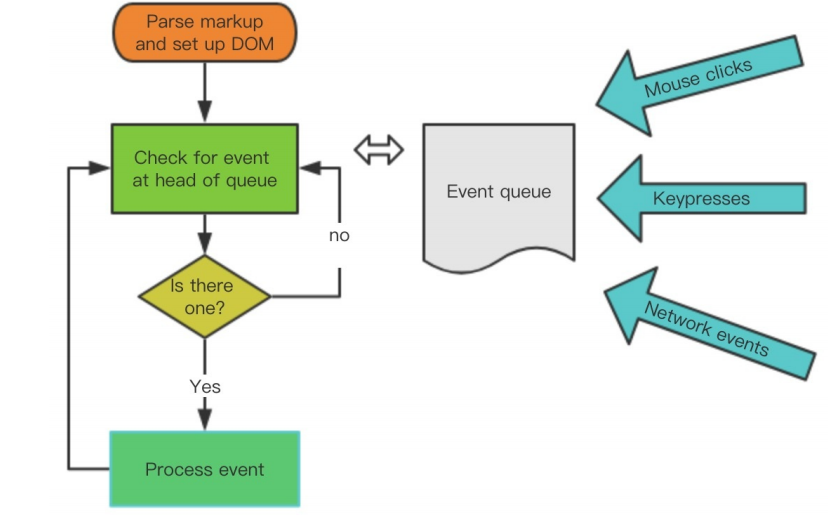 Parse markup
and set up DOM
Check for event
at head of queue
Is there
one?
no
Yes
Process event
Event queue
Mouse clicks
Keypresses
Network events